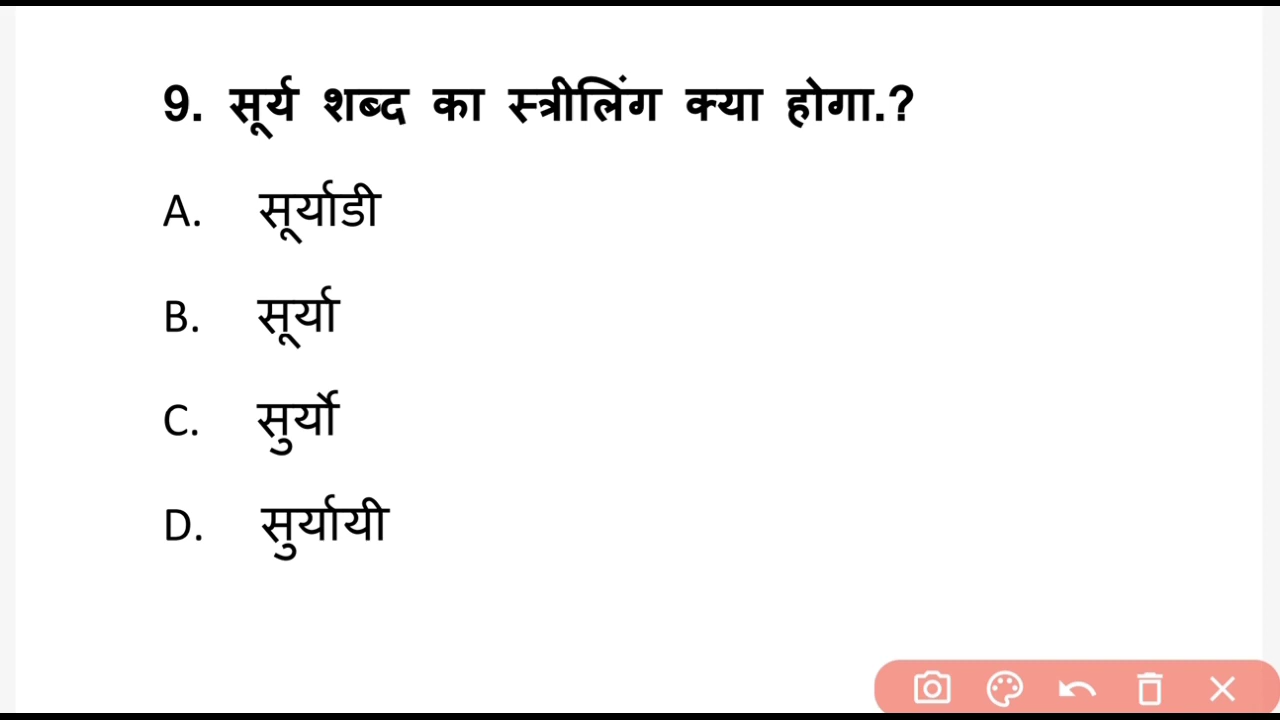 9. सूर्य शब्द का स्त्रीलिंग क्या होगा.?
A. सूर्याडी
B. सूर्या
C. सुर्यो
D. सुर्यायी